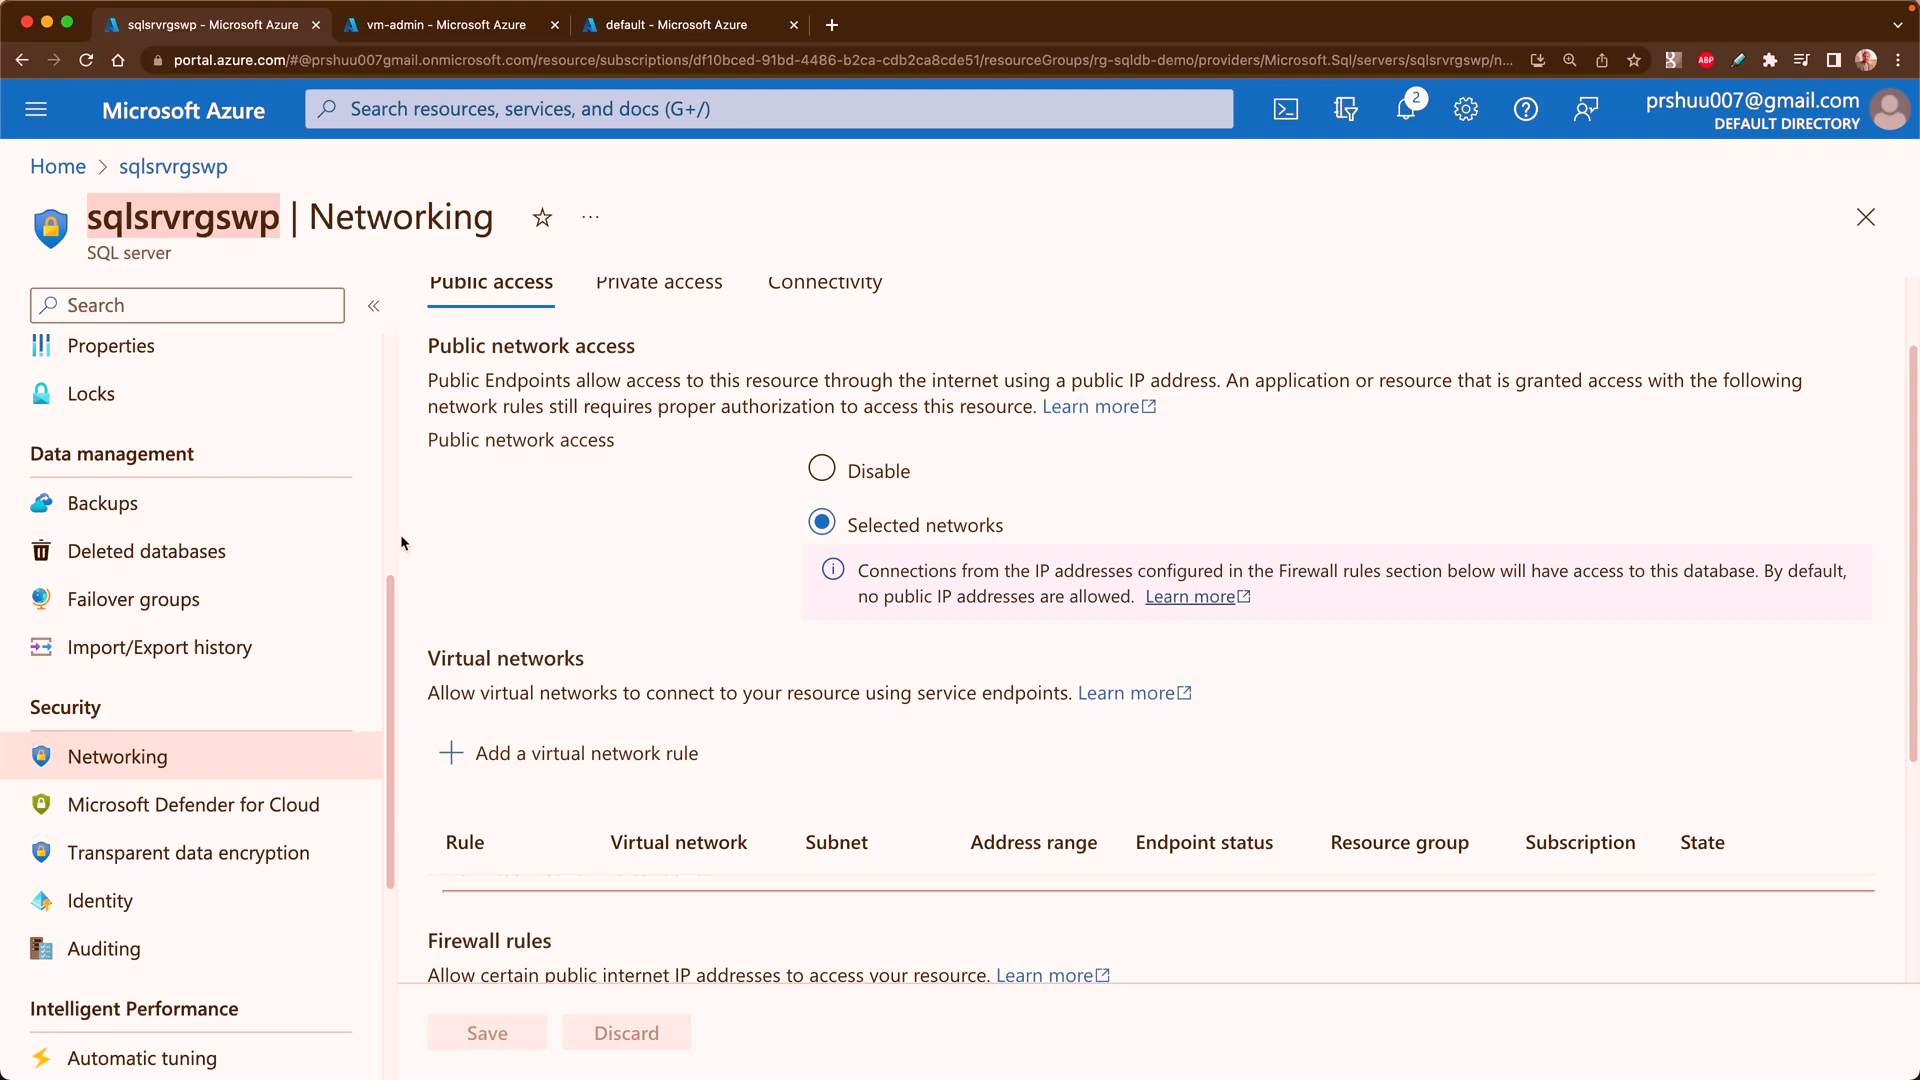 sqlsrvrgswp - Microsoft Azure
vm-admin - Microsoft Azure
default - Microsoft Azure
portal.azure.com/#@prshuu007gmail.onmicrosoft.com/resource/subscriptions/df10bced-91bd-4486-b2ca-cdb2ca8cde51/resourceGroups/rg-sqldb-demo/providers/Microsoft.Sql/servers/sqlsrvrgswp/n...
ABP
Microsoft Azure
Search resources, services, and docs (G+/)
2
prshuu007@gmail.com
DEFAULT DIRECTORY
Home > sqlsrvrgswp
sqlsrvrgswp | Networking
SQL server
Search
Properties
Locks
Data management
Backups
Deleted databases
Failover groups
Import/Export history
Security
Networking
Microsoft Defender for Cloud
Transparent data encryption
Identity
Auditing
Intelligent Performance
Automatic tuning
Public access
Private access
Connectivity
Public network access
Public Endpoints allow access to this resource through the internet using a public IP address. An application or resource that is granted access with the following
network rules still requires proper authorization to access this resource. Learn more
Public network access
Disable
Selected networks
Connections from the IP addresses configured in the Firewall rules section below will have access to this database. By default,
no public IP addresses are allowed. Learn more
Virtual networks
Allow virtual networks to connect to your resource using service endpoints. Learn more
Add a virtual network rule
Rule Virtual network Subnet Address range Endpoint status Resource group Subscription State
Firewall rules
Allow certain public internet IP addresses to access your resource. Learn more
Save
Discard